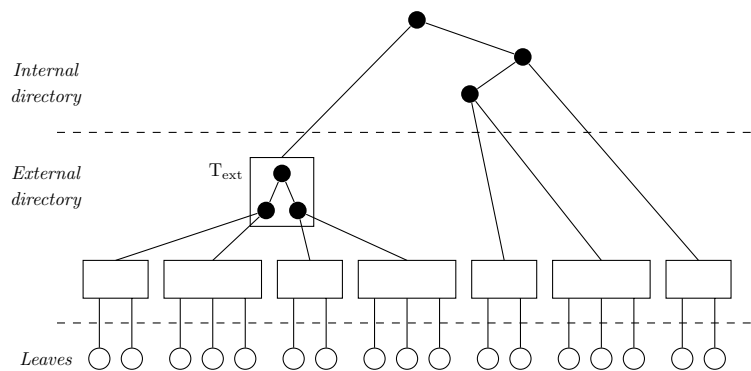 Internal
directory
External
directory
T_ext
Leaves